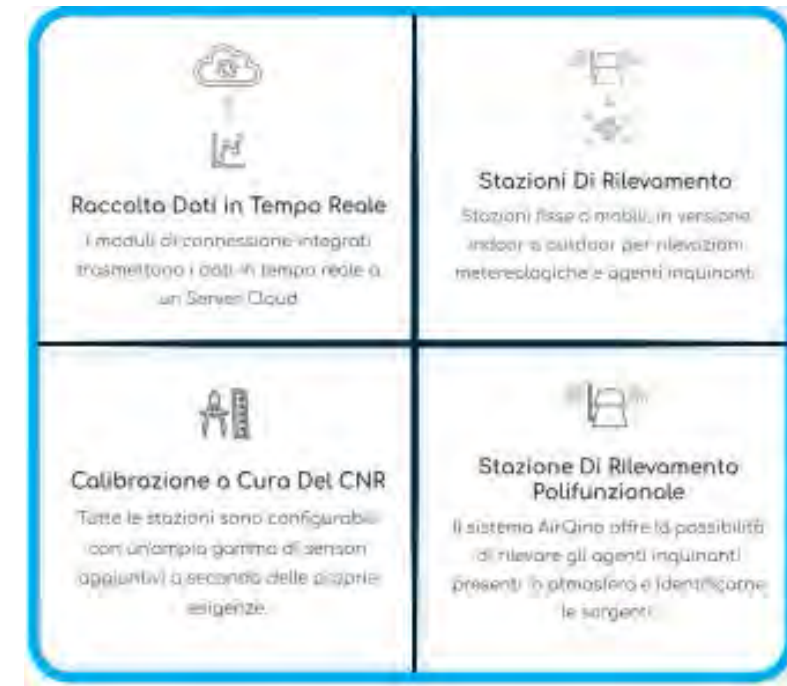 Raccolta Dati in Tempo Reale
I moduli di connessione integrati
trasmettono i dati in tempo reale a
un Server Cloud
Stazioni Di Rilevamento
Stazioni fisse o mobili, in versione
indoor o outdoor per rilevazioni
metereologiche e agenti inquinanti.
Calibrazione a Cura Del CNR
Tutte le stazioni sono configurabili
con un'ampia gamma di sensori
aggiuntivi a seconda delle proprie
esigenze.
Stazione Di Rilevamento
Polifunzionale
Il sistema AirQino offre la possibilità
di rilevare gli agenti inquinanti
presenti in atmosfera e identificarne
le sorgenti.